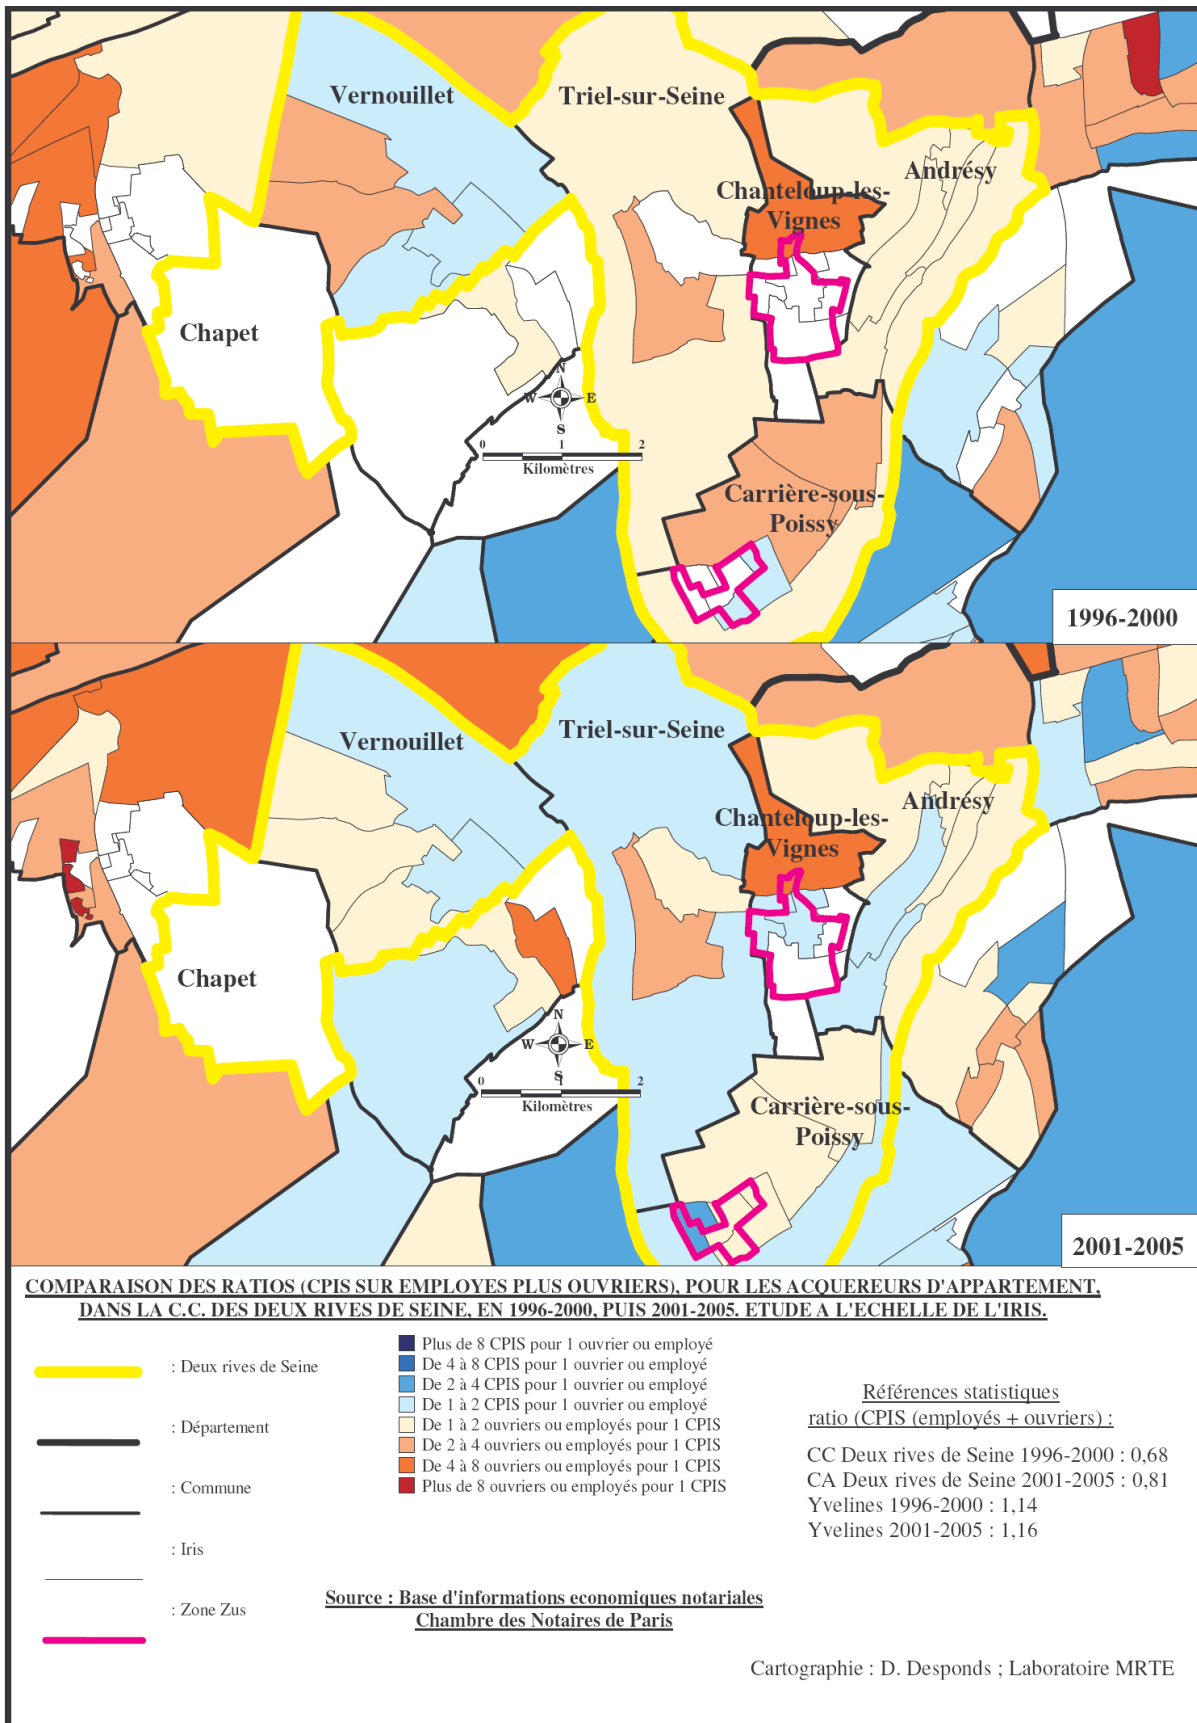 Vernouillet
Triel-sur-Seine
Andrésy
Chanteloup-les-
Vignes
Chapet
N
W E
S
0 1 2
Kilomètres
Carrière-sous-
Poissy
1996-2000
Vernouillet
Triel-sur-Seine
Andrésy
Chanteloup-les-
Vignes
Chapet
N
W E
S
0 1 2
Kilomètres
Carrière-sous-
Poissy
2001-2005
COMPARAISON DES RATIOS (CPIS SUR EMPLOYES PLUS OUVRIERS), POUR LES ACQUEREURS D'APPARTEMENT,
DANS LA C.C. DES DEUX RIVES DE SEINE, EN 1996-2000, PUIS 2001-2005. ETUDE A L'ECHELLE DE L'IRIS.
: Deux rives de Seine
: Département
: Commune
: Iris
: Zone Zus
Plus de 8 CPIS pour 1 ouvrier ou employé
De 4 à 8 CPIS pour 1 ouvrier ou employé
De 2 à 4 CPIS pour 1 ouvrier ou employé
De 1 à 2 CPIS pour 1 ouvrier ou employé
De 1 à 2 ouvriers ou employés pour 1 CPIS
De 2 à 4 ouvriers ou employés pour 1 CPIS
De 4 à 8 ouvriers ou employés pour 1 CPIS
Plus de 8 ouvriers ou employés pour 1 CPIS
Références statistiques
ratio (CPIS (employés + ouvriers) :
CC Deux rives de Seine 1996-2000 : 0,68
CA Deux rives de Seine 2001-2005 : 0,81
Yvelines 1996-2000 : 1,14
Yvelines 2001-2005 : 1,16
Source : Base d'informations economiques notariales
Chambre des Notaires de Paris
Cartographie : D. Desponds ; Laboratoire MRTE